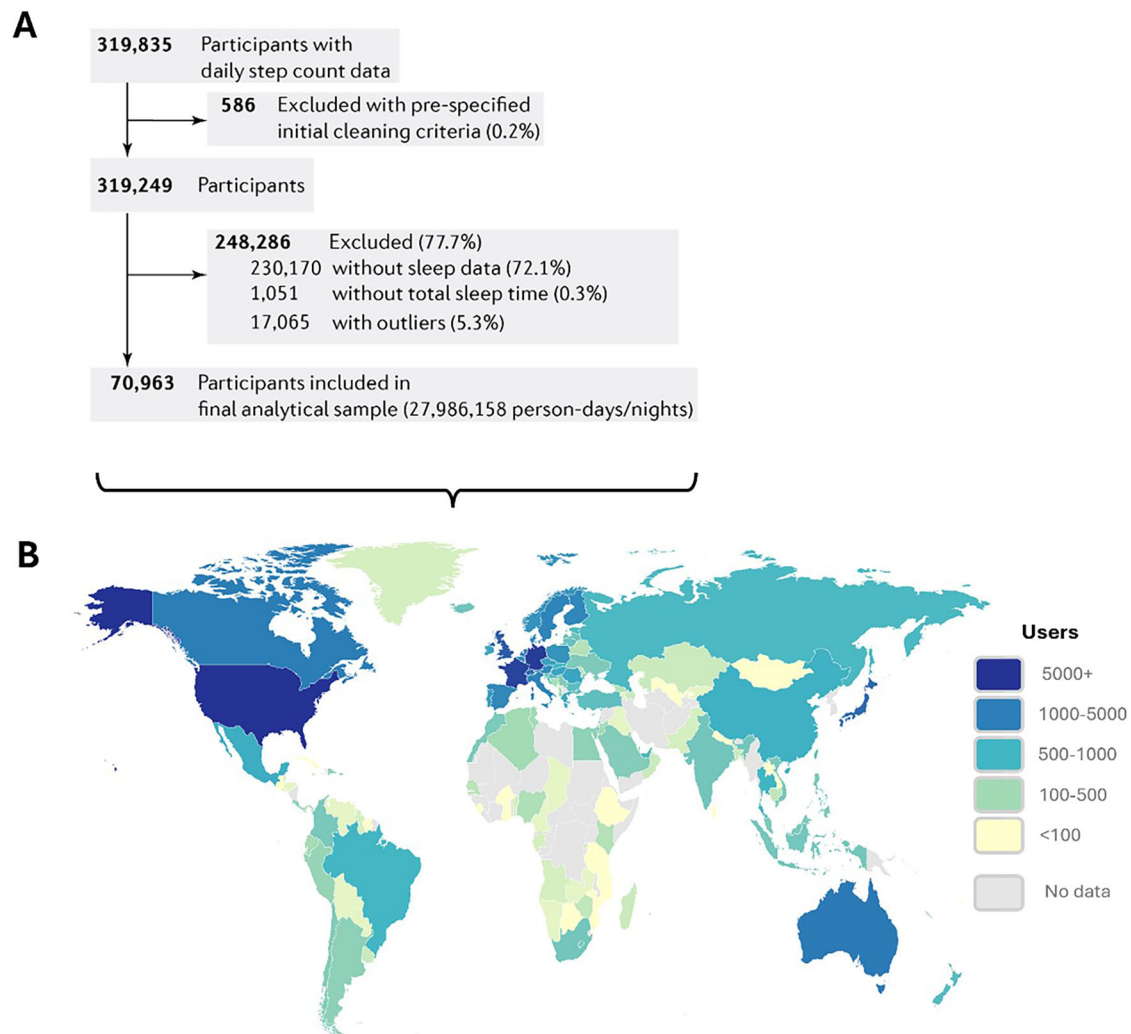 A
319,835 Participants with
daily step count data
586 Excluded with pre-specified
initial cleaning criteria (0.2%)
319,249 Participants
248,286 Excluded (77.7%)
230,170 without sleep data (72.1%)
1,051 without total sleep time (0.3%)
17,065 with outliers (5.3%)
70,963 Participants included in
final analytical sample (27,986,158 person-days/nights)
B
Users
5000+
1000-5000
500-1000
100-500
<100
No data